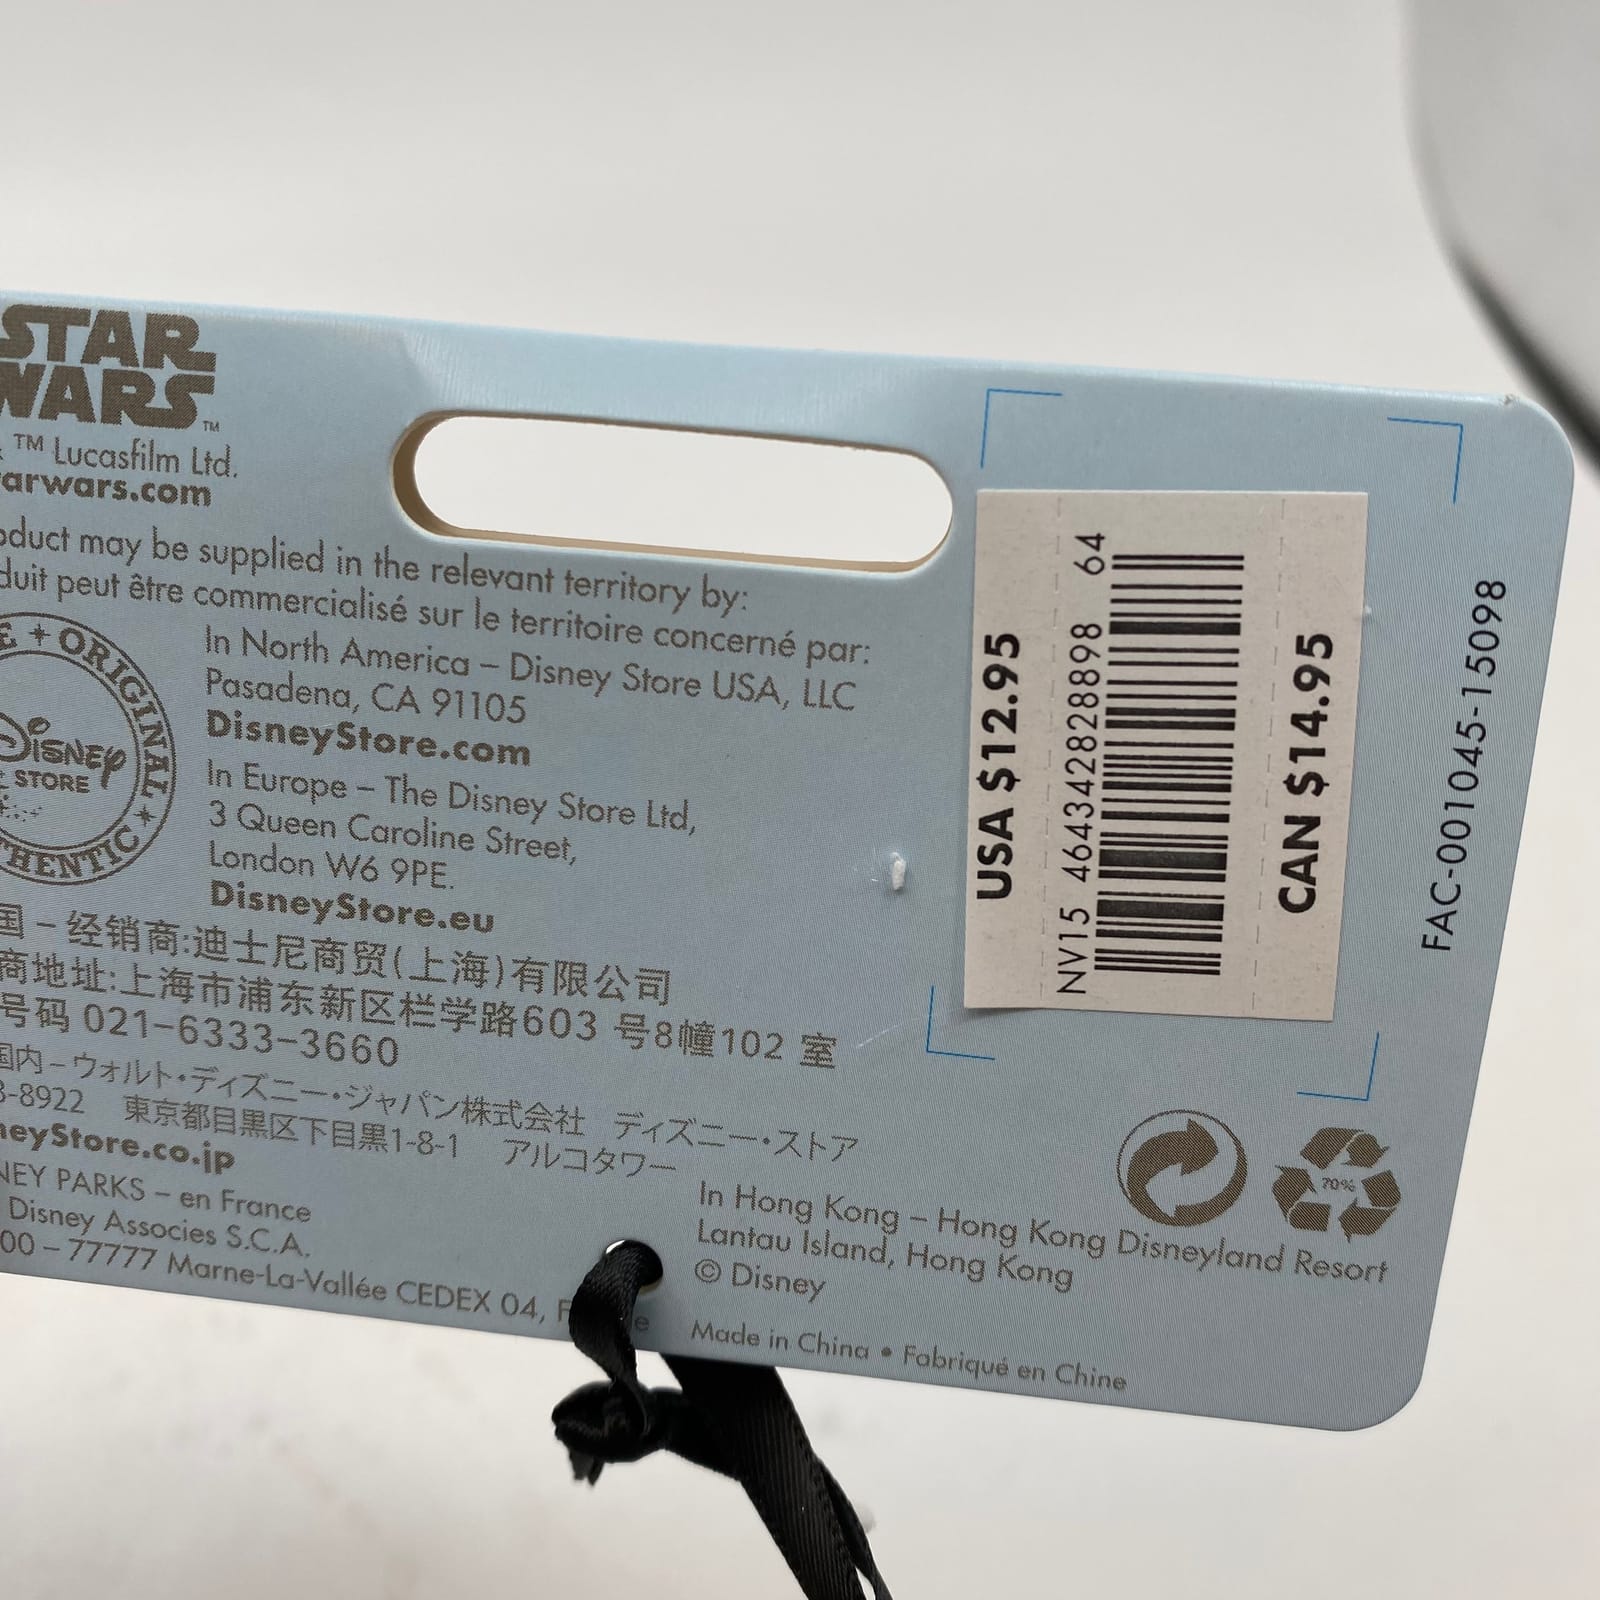 STAR
WARS™
™ Lucasfilm Ltd.
arwars.com
oduct may be supplied in the relevant territory by:
duit peut être commercialisé sur le territoire concerné par:
ORIGINAL
Disney
STORE
THENTIC
In North America – Disney Store USA, LLC
Pasadena, CA 91105
DisneyStore.com
In Europe – The Disney Store Ltd,
3 Queen Caroline Street,
London W6 9PE.
DisneyStore.eu
国 – 经销商:迪士尼商贸(上海)有限公司
商地址:上海市浦东新区栏学路603 号8幢102 室
号码 021-6333-3660
国内 – ウォルト・ディズニー・ジャパン株式会社 ディズニー・ストア
3-8922 東京都目黒区下目黒1-8-1 アルコタワー
neyStore.co.jp
NEY PARKS – en France
Disney Associes S.C.A.
00 – 77777 Marne-La-Vallée CEDEX 04, F e
In Hong Kong – Hong Kong Disneyland Resort
Lantau Island, Hong Kong
© Disney
Made in China • Fabriqué en Chine
70%
USA $12.95
NV15 464342828898 64
CAN $14.95
FAC-001045-15098